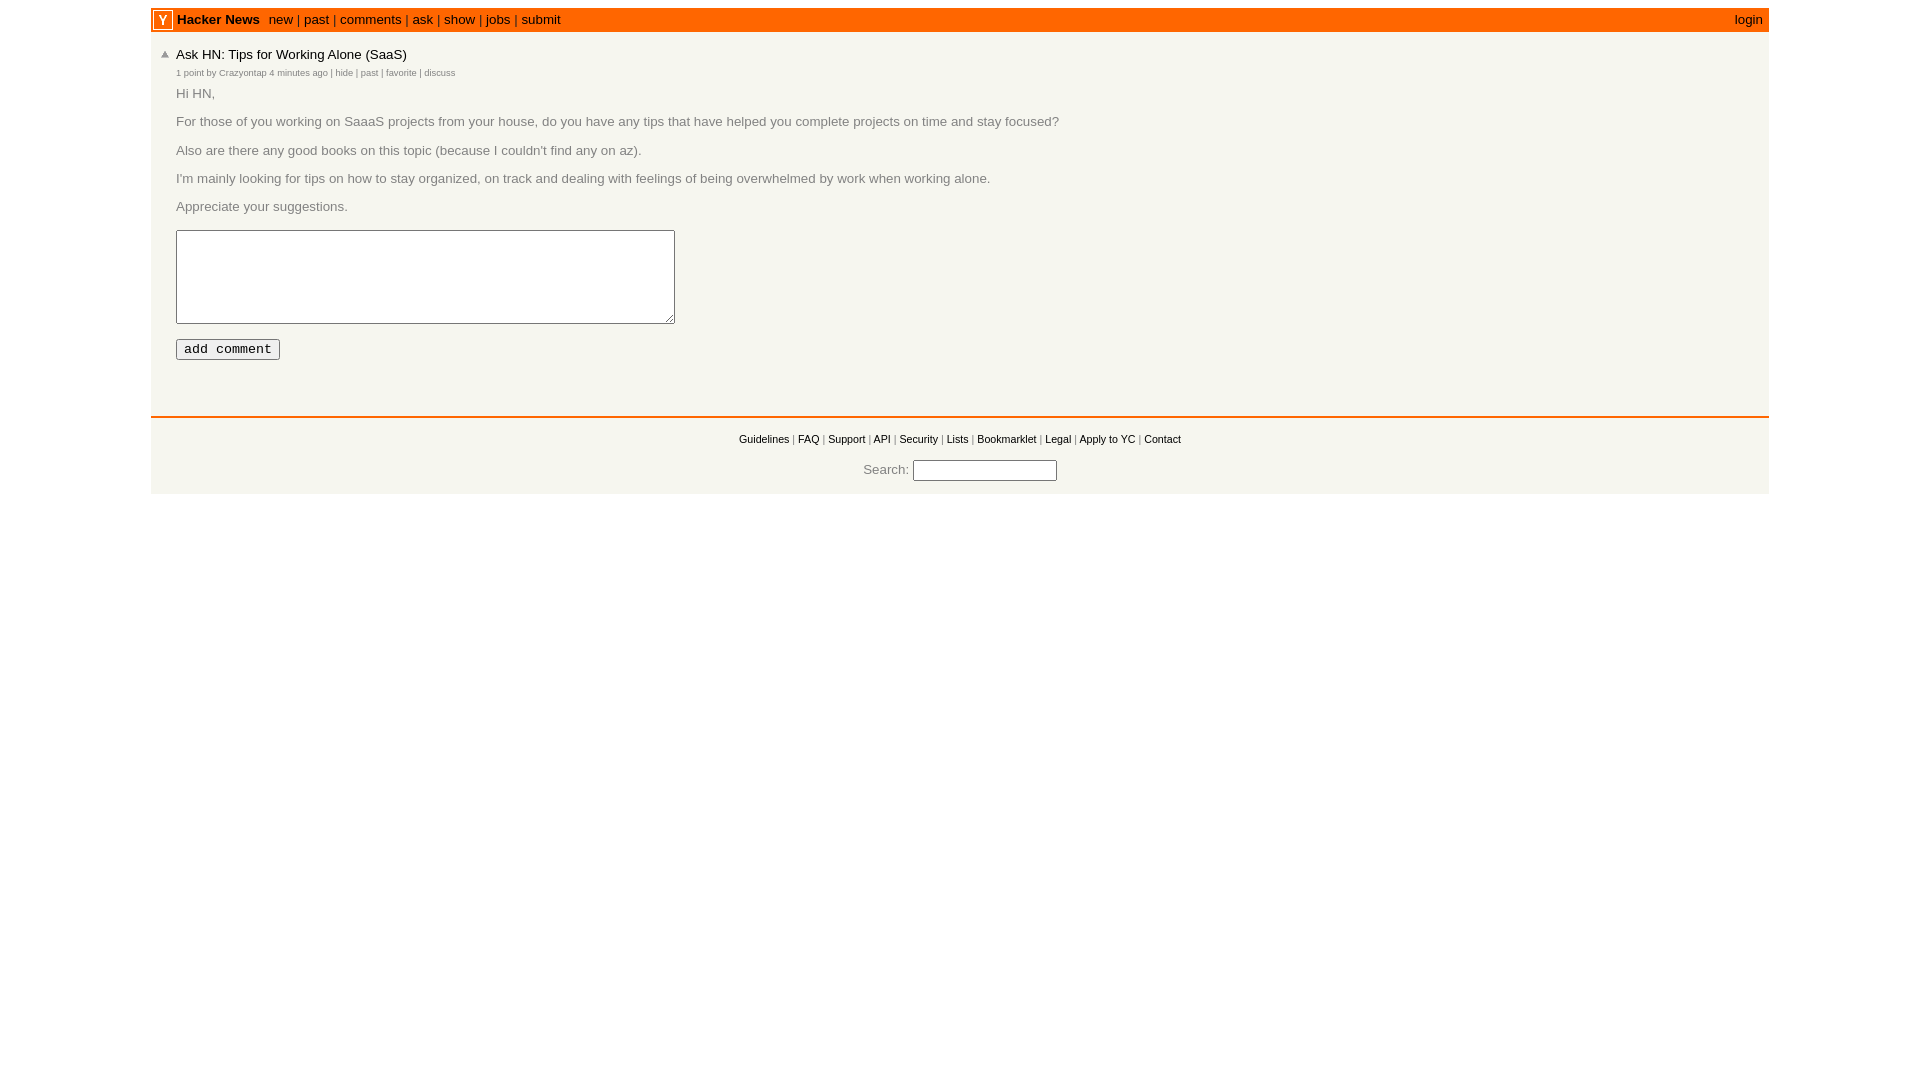 Y Hacker News new | past | comments | ask | show | jobs | submit login
Ask HN: Tips for Working Alone (SaaS)
1 point by Crazyontap 4 minutes ago | hide | past | favorite | discuss
Hi HN,
For those of you working on SaaaS projects from your house, do you have any tips that have helped you complete projects on time and stay focused?
Also are there any good books on this topic (because I couldn't find any on az).
I'm mainly looking for tips on how to stay organized, on track and dealing with feelings of being overwhelmed by work when working alone.
Appreciate your suggestions.
add comment
Guidelines | FAQ | Support | API | Security | Lists | Bookmarklet | Legal | Apply to YC | Contact
Search: